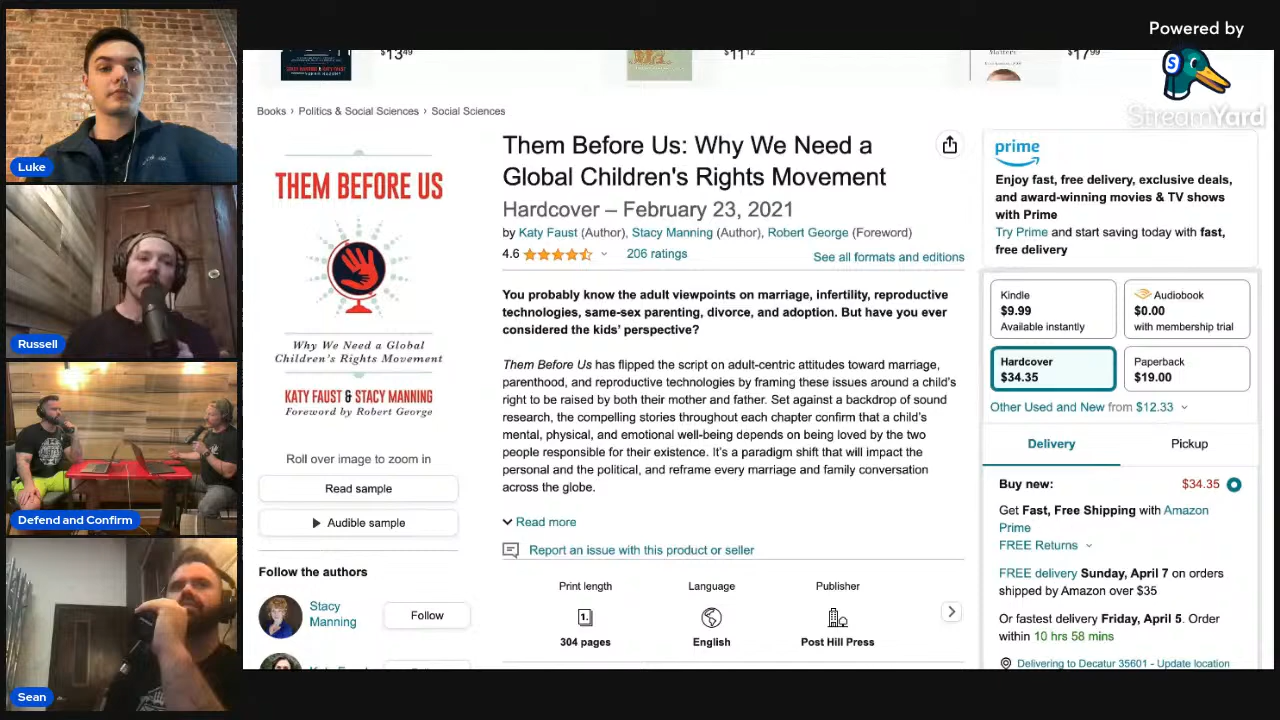 Powered by
StreamYard
Luke
Russell
Defend and Confirm
Sean
$13.49
$11.12
$17.99
Books › Politics & Social Sciences › Social Sciences
THEM BEFORE US
Why We Need a Global
Children's Rights Movement
KATY FAUST & STACY MANNING
Foreword by Robert George
Roll over image to zoom in
Read sample
Audible sample
Follow the authors
Stacy
Manning
Follow
Them Before Us: Why We Need a
Global Children's Rights Movement
Hardcover – February 23, 2021
by Katy Faust (Author), Stacy Manning (Author), Robert George (Foreword)
4.6
206 ratings
See all formats and editions
You probably know the adult viewpoints on marriage, infertility, reproductive
technologies, same-sex parenting, divorce, and adoption. But have you ever
considered the kids' perspective?
Them Before Us has flipped the script on adult-centric attitudes toward marriage,
parenthood, and reproductive technologies by framing these issues around a child's
right to be raised by both their mother and father. Set against a backdrop of sound
research, the compelling stories throughout each chapter confirm that a child's
mental, physical, and emotional well-being depends on being loved by the two
people responsible for their existence. It's a paradigm shift that will impact the
personal and the political, and reframe every marriage and family conversation
across the globe.
Read more
Report an issue with this product or seller
Print length
304 pages
Language
English
Publisher
Post Hill Press
prime
Enjoy fast, free delivery, exclusive deals,
and award-winning movies & TV shows
with Prime
Try Prime and start saving today with fast,
free delivery
Kindle
$9.99
Available instantly
Audiobook
$0.00
with membership trial
Hardcover
$34.35
Paperback
$19.00
Other Used and New from $12.33
Delivery
Pickup
Buy new:
$34.35
Get Fast, Free Shipping with Amazon
Prime
FREE Returns
FREE delivery Sunday, April 7 on orders
shipped by Amazon over $35
Or fastest delivery Friday, April 5. Order
within 10 hrs 58 mins
Delivering to Decatur 35601 - Update location